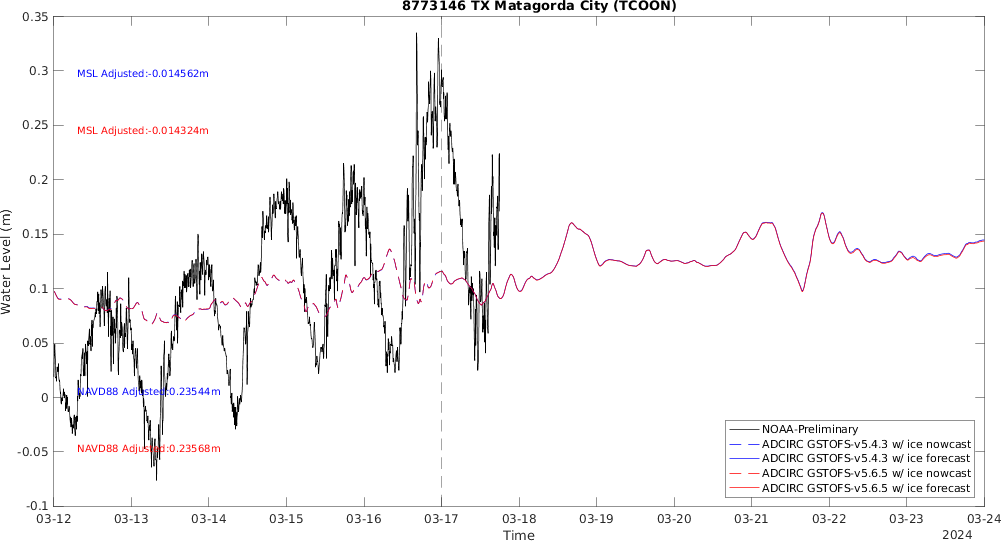 8773146 TX Matagorda City (TCOON)
0.35
0.3
0.25
0.2
0.15
0.1
0.05
0
-0.05
-0.1
Water Level (m)
MSL Adjusted:-0.014562m
MSL Adjusted:-0.014324m
NAVD88 Adjusted:0.23544m
NAVD88 Adjusted:0.23568m
NOAA-Preliminary
ADCIRC GSTOFS-v5.4.3 w/ ice nowcast
ADCIRC GSTOFS-v5.4.3 w/ ice forecast
ADCIRC GSTOFS-v5.6.5 w/ ice nowcast
ADCIRC GSTOFS-v5.6.5 w/ ice forecast
03-12 03-13 03-14 03-15 03-16 03-17 03-18 03-19 03-20 03-21 03-22 03-23 03-24
Time
2024